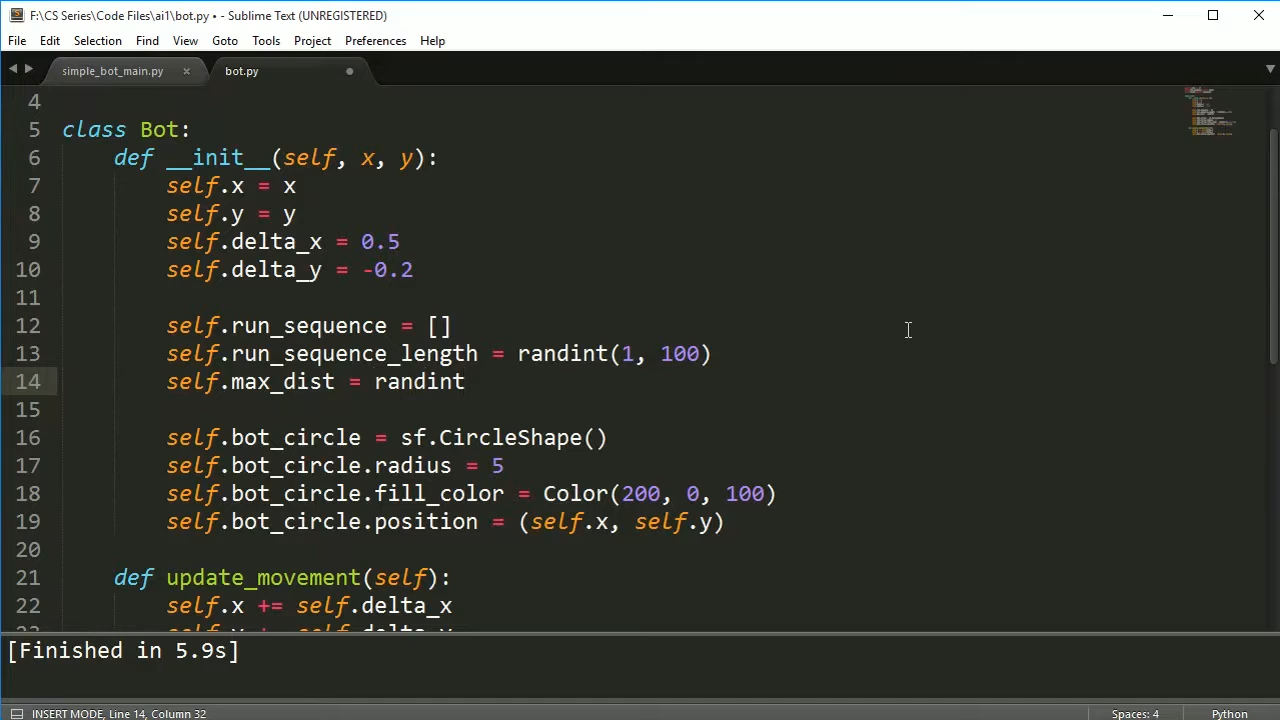 F:\CS Series\Code Files\ai1\bot.py • - Sublime Text (UNREGISTERED)
File Edit Selection Find View Goto Tools Project Preferences Help
simple_bot_main.py × bot.py
4
5 class Bot:
6     def __init__(self, x, y):
7         self.x = x
8         self.y = y
9         self.delta_x = 0.5
10         self.delta_y = -0.2
11
12         self.run_sequence = []
13         self.run_sequence_length = randint(1, 100)
14         self.max_dist = randint
15
16         self.bot_circle = sf.CircleShape()
17         self.bot_circle.radius = 5
18         self.bot_circle.fill_color = Color(200, 0, 100)
19         self.bot_circle.position = (self.x, self.y)
20
21     def update_movement(self):
22         self.x += self.delta_x
[Finished in 5.9s]
INSERT MODE, Line 14, Column 32 Spaces: 4 Python